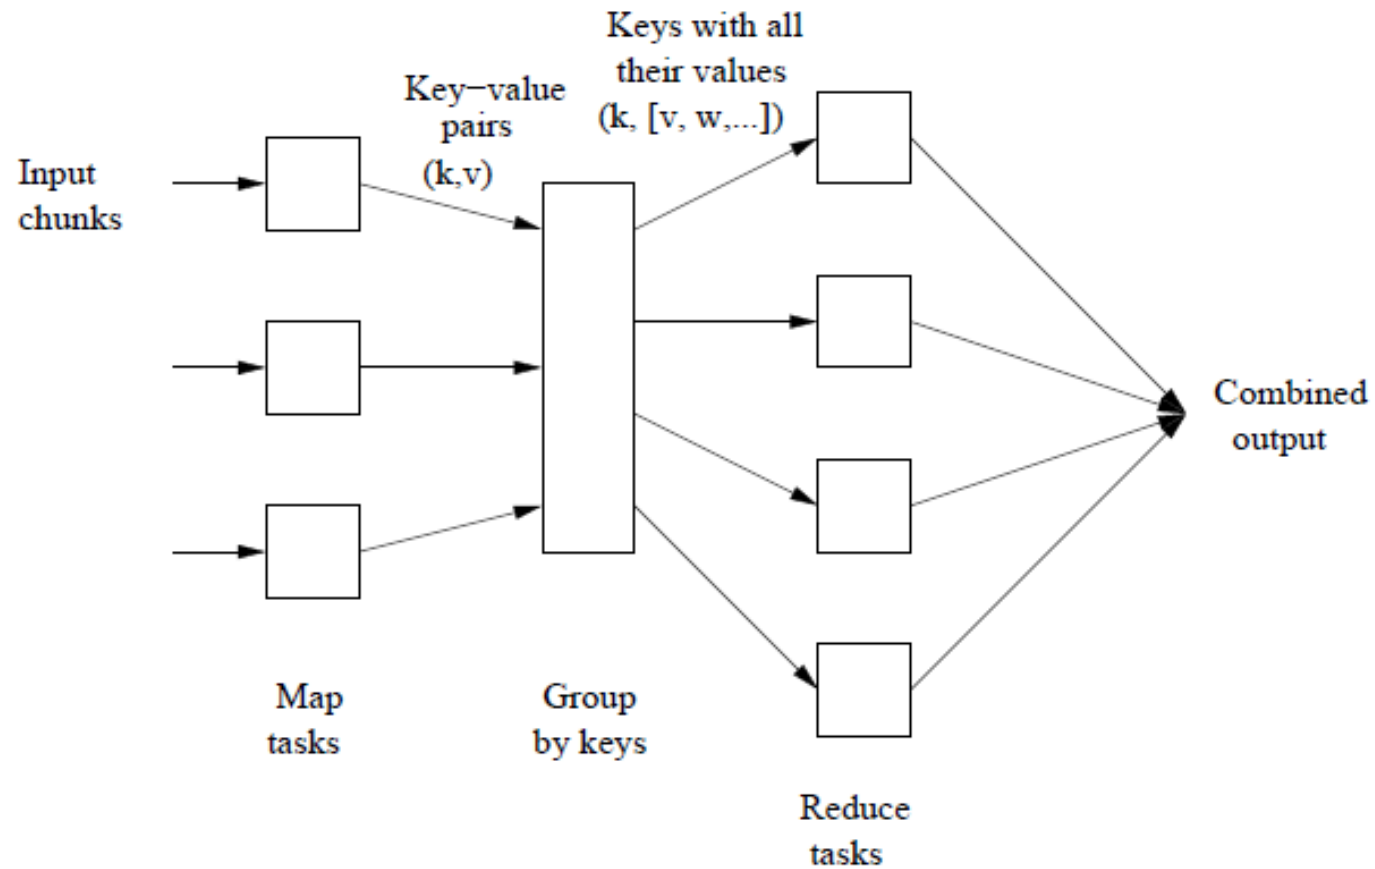 Keys with all
their values
(k, [v, w,...])
Key−value
pairs
(k,v)
Input
chunks
Combined
output
Map
tasks
Group
by keys
Reduce
tasks